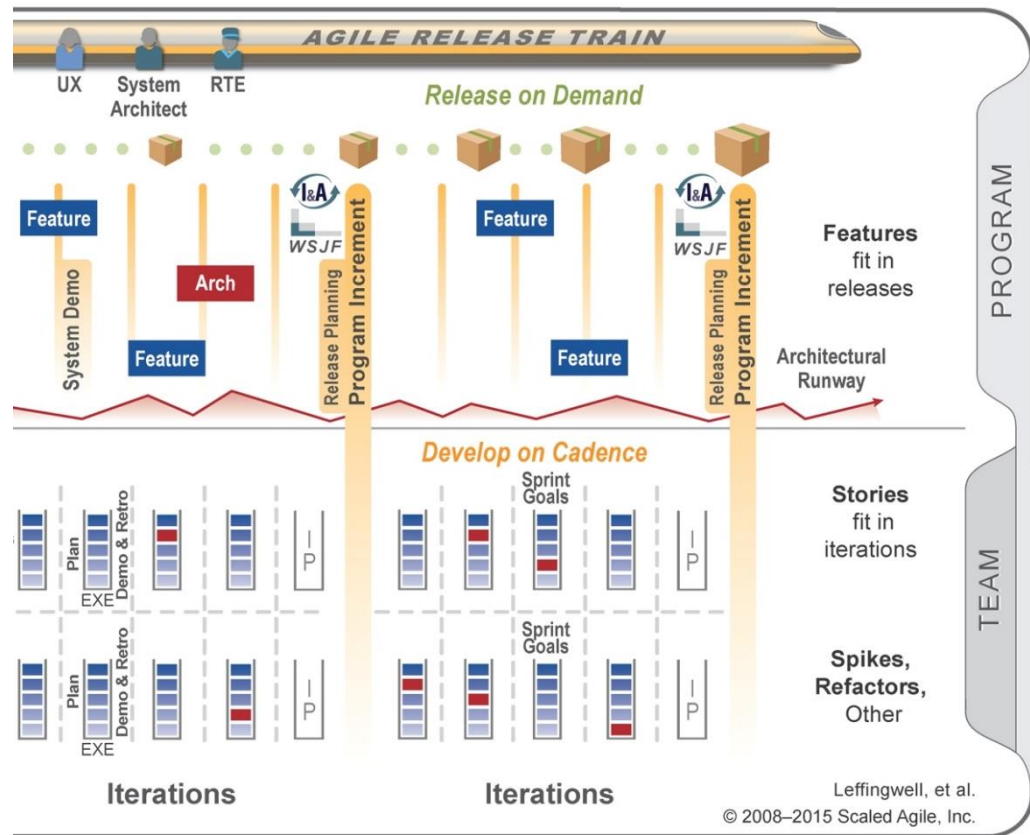 AGILE RELEASE TRAIN
UX
System
Architect
RTE
Release on Demand
I&A
WSJF
I&A
WSJF
Feature
System Demo
Arch
Feature
Release Planning
Program Increment
Feature
Feature
Release Planning
Program Increment
Features
fit in
releases
Architectural
Runway
PROGRAM
Develop on Cadence
Plan
EXE
Demo & Retro
I
P
Sprint
Goals
I
P
Stories
fit in
iterations
TEAM
Plan
EXE
Demo & Retro
I
P
Sprint
Goals
I
P
Spikes,
Refactors,
Other
Iterations
Iterations
Leffingwell, et al.
© 2008–2015 Scaled Agile, Inc.